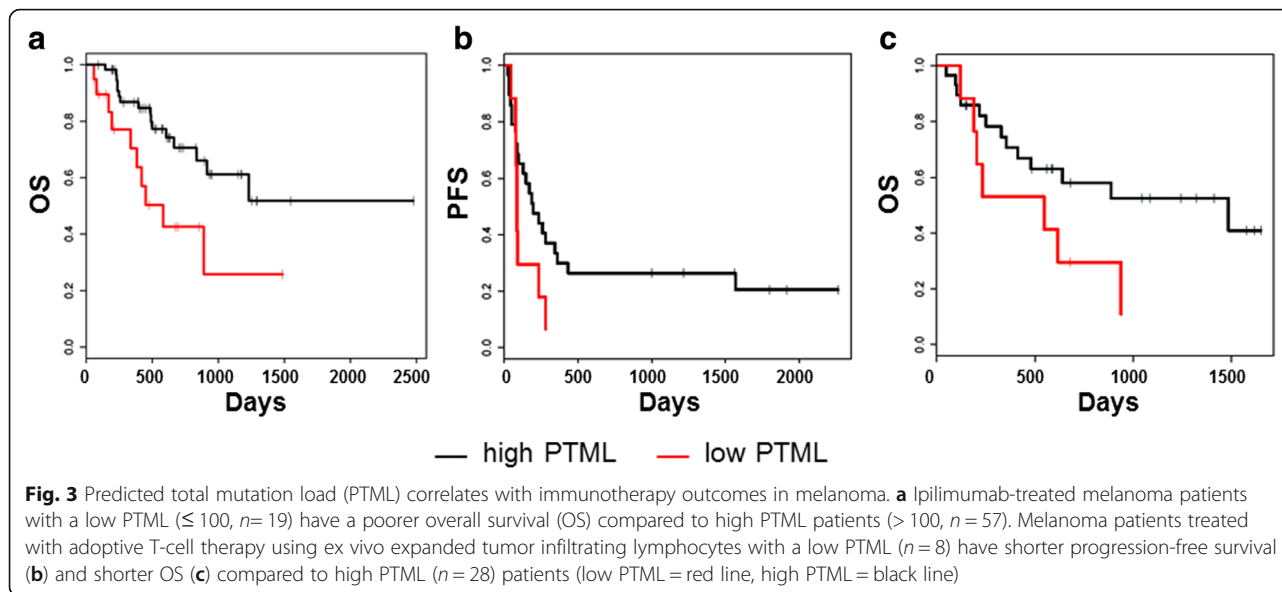 a
b
c
OS
1.0
0.8
0.6
0.4
0.2
0.0
0 500 1000 1500 2000 2500
Days
PFS
1.0
0.8
0.6
0.4
0.2
0.0
0 500 1000 1500 2000
Days
OS
1.0
0.8
0.6
0.4
0.2
0.0
0 500 1000 1500
Days
high PTML low PTML
Fig. 3 Predicted total mutation load (PTML) correlates with immunotherapy outcomes in melanoma. a Ipilimumab-treated melanoma patients
with a low PTML (≤ 100, n= 19) have a poorer overall survival (OS) compared to high PTML patients (> 100, n = 57). Melanoma patients treated
with adoptive T-cell therapy using ex vivo expanded tumor infiltrating lymphocytes with a low PTML (n = 8) have shorter progression-free survival
(b) and shorter OS (c) compared to high PTML (n = 28) patients (low PTML = red line, high PTML = black line)